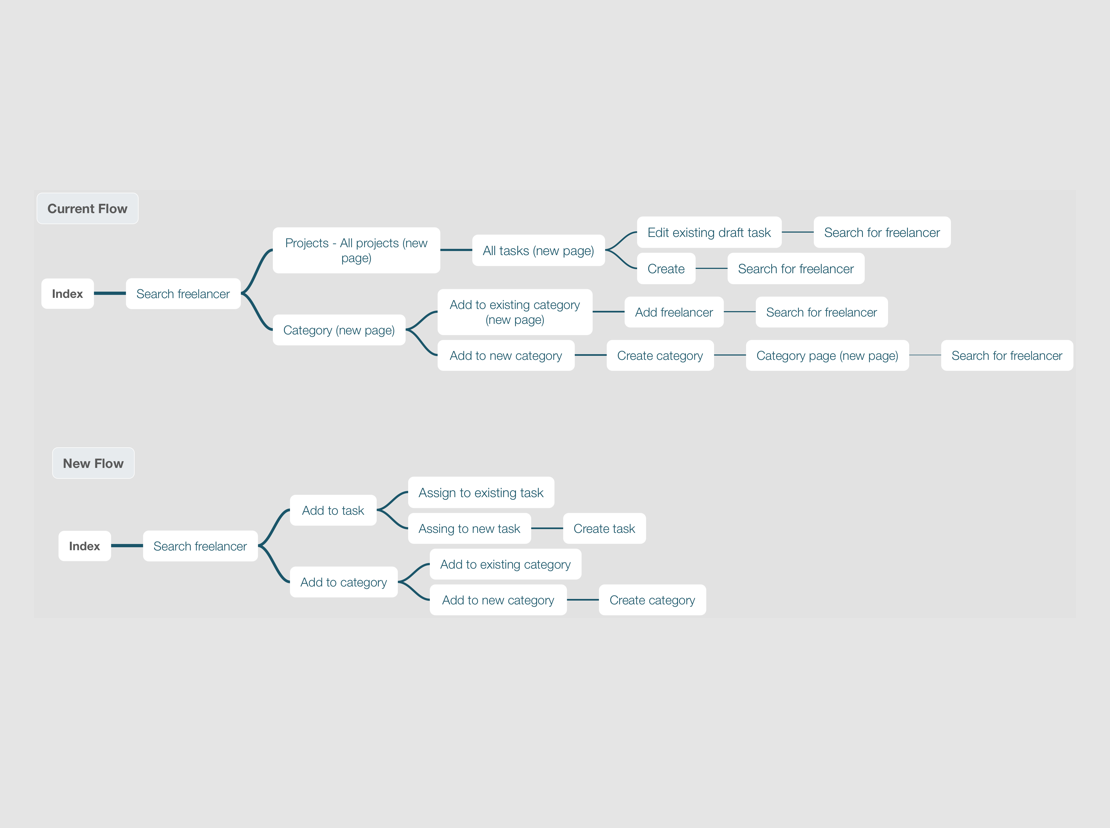 Current Flow
Index
Search freelancer
Projects - All projects (new
page)
All tasks (new page)
Edit existing draft task
Search for freelancer
Create
Search for freelancer
Category (new page)
Add to existing category
(new page)
Add freelancer
Search for freelancer
Add to new category
Create category
Category page (new page)
Search for freelancer
New Flow
Index
Search freelancer
Add to task
Assign to existing task
Assing to new task
Create task
Add to category
Add to existing category
Add to new category
Create category